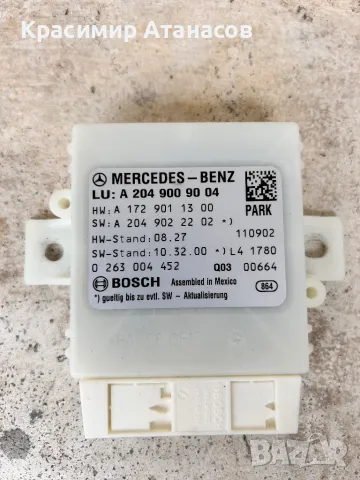 Красимир Атанасов
MERCEDES-BENZ
LU: A 204 900 90 04
HW: A 172 901 13 00 PARK
SW: A 204 902 22 02 *)
HW-Stand: 08.27 110902
SW-Stand: 10.32.00 *) L4 1780
0 263 004 452 Q03 00664
BOSCH Assembled in Mexico
*) gueltig bis zu evtl. SW - Aktualisierung 864
BAZAR.BG